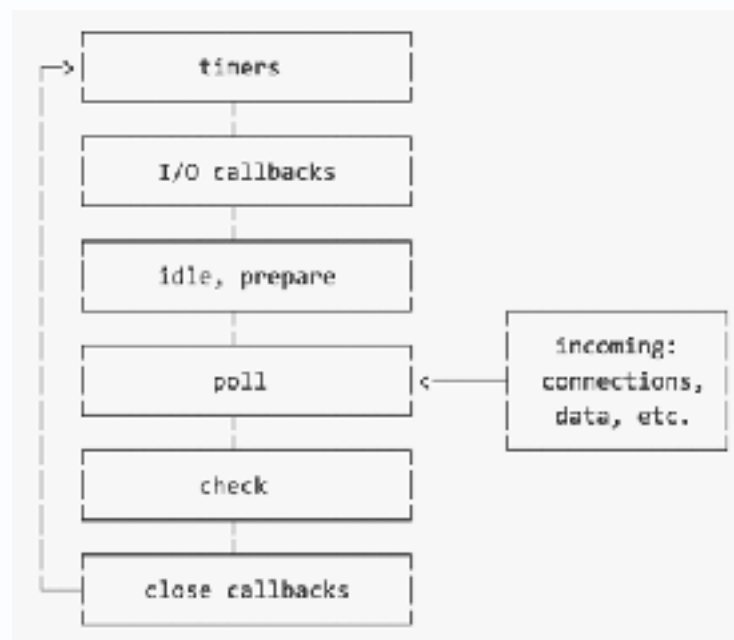 timers
I/O callbacks
idle, prepare
poll
incoming:
connections,
data, etc.
check
close callbacks